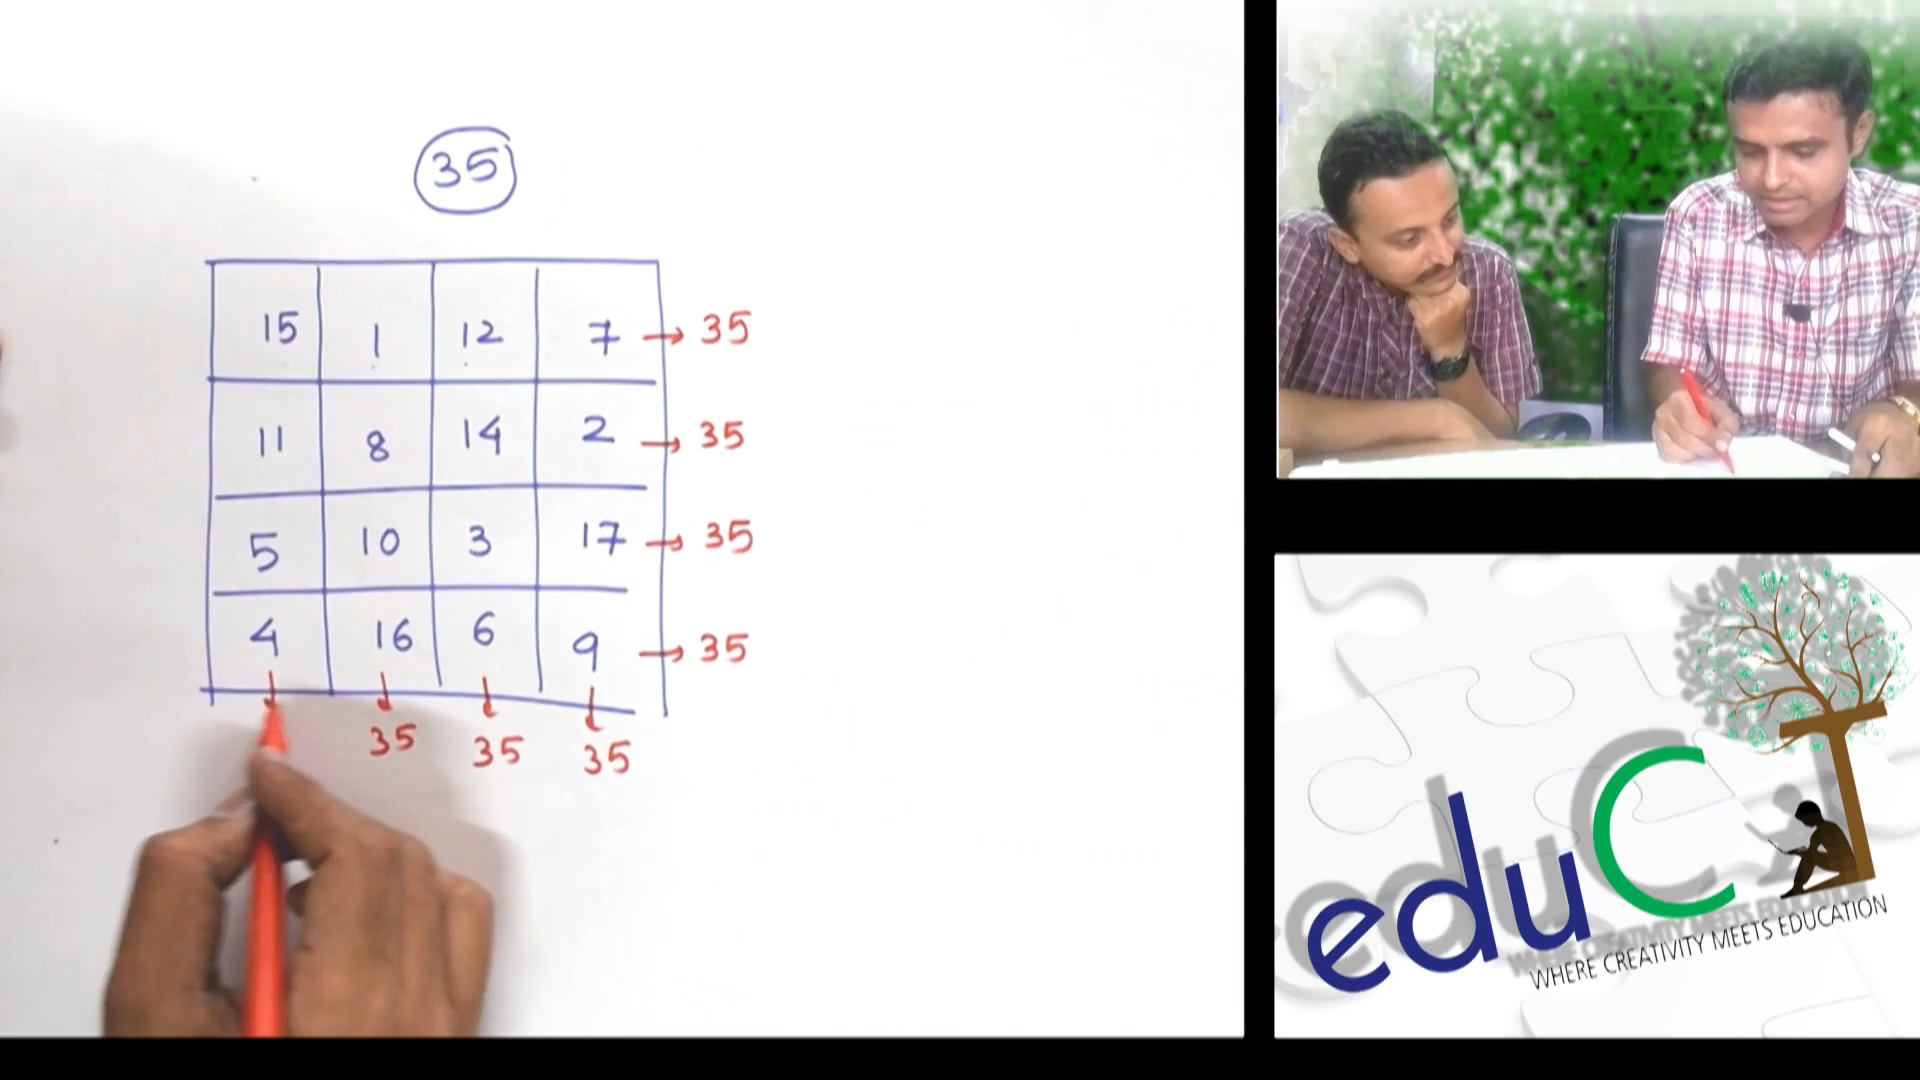 35
15 1 12 7 → 35
11 8 14 2 → 35
5 10 3 17 → 35
4 16 6 9 → 35
35 35 35
eduCT
WHERE CREATIVITY MEETS EDUCATION